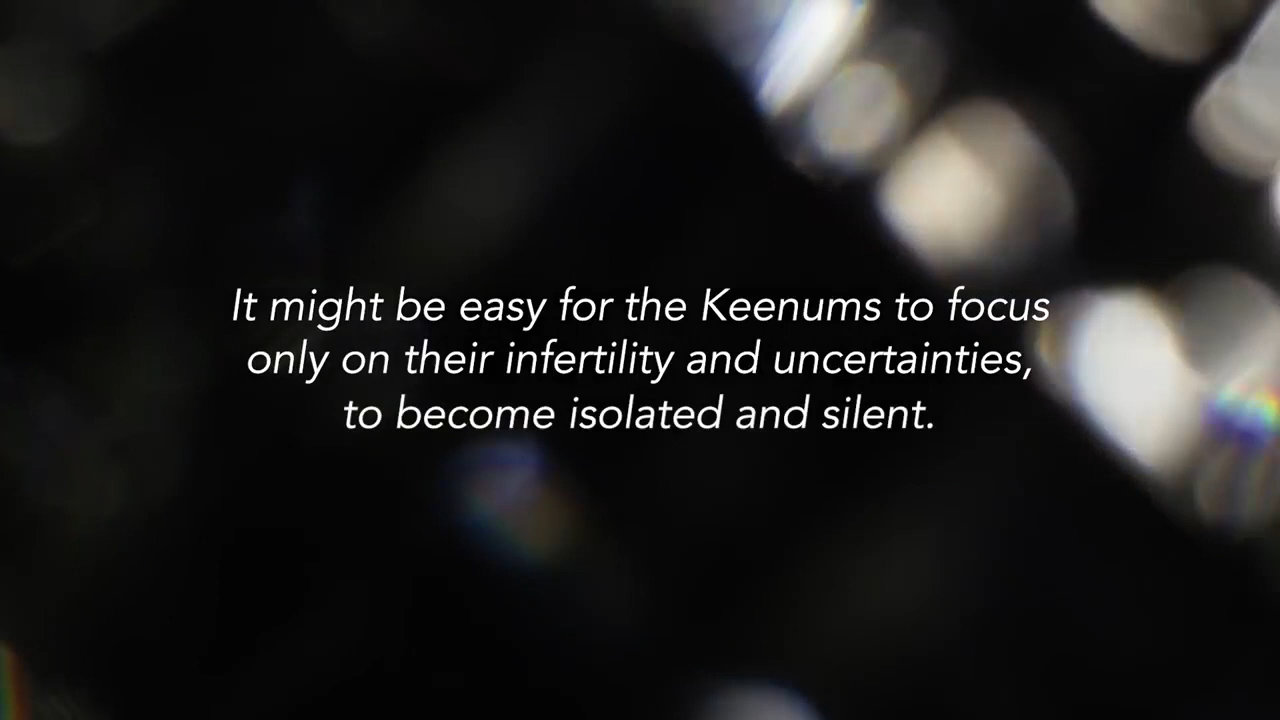 It might be easy for the Keenums to focus
only on their infertility and uncertainties,
to become isolated and silent.